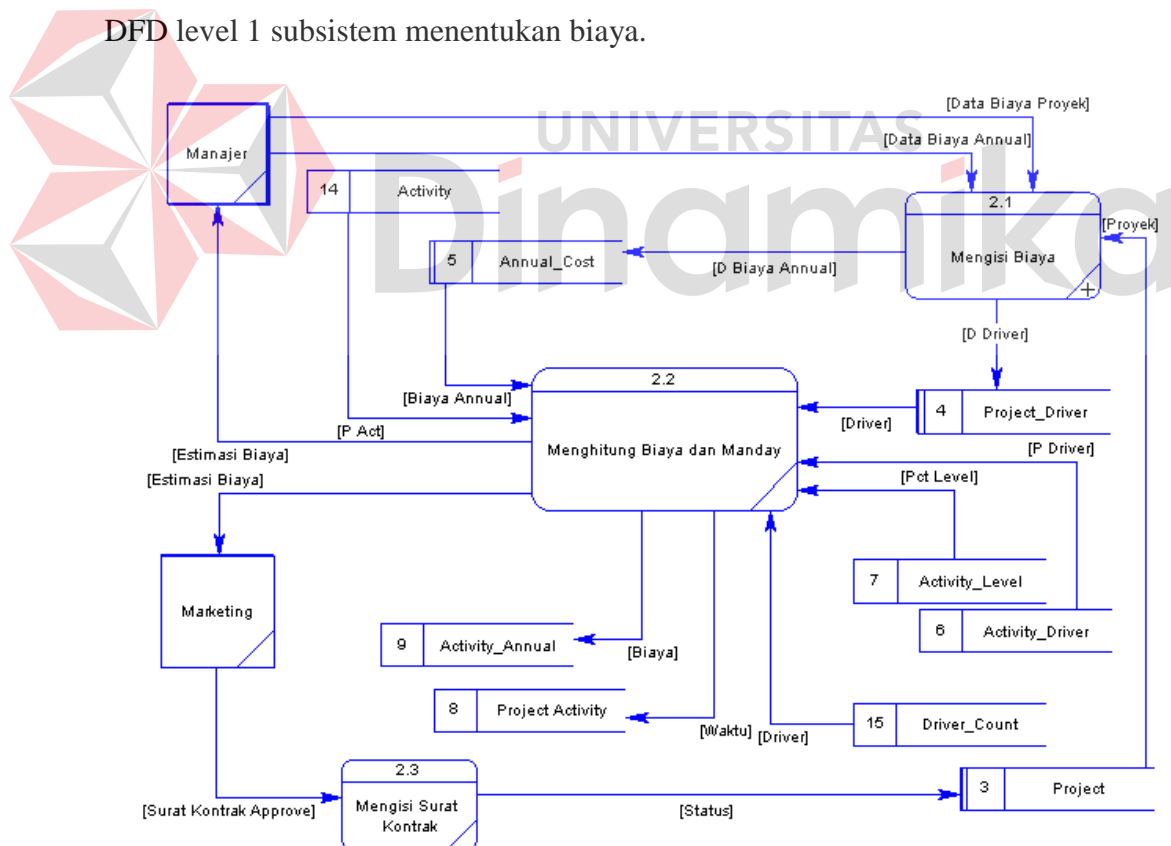 DFD level 1 subsistem menentukan biaya.
UNIVERSITAS
Dinamika
[Data Biaya Proyek]
[Data Biaya Annual]
Manajer
14 Activity
2.1
[Proyek]
Mengisi Biaya
5 Annual_Cost
[D Biaya Annual]
[D Driver]
2.2
[Biaya Annual]
4 Project_Driver
[Driver]
[P Act]
Menghitung Biaya dan Manday
[P Driver]
[Estimasi Biaya]
[Estimasi Biaya]
[Pct Level]
7 Activity_Level
Marketing
6 Activity_Driver
9 Activity_Annual
[Biaya]
8 Project Activity
[Waktu]
[Driver]
15 Driver_Count
2.3
Mengisi Surat
Kontrak
[Surat Kontrak Approve]
[Status]
3 Project